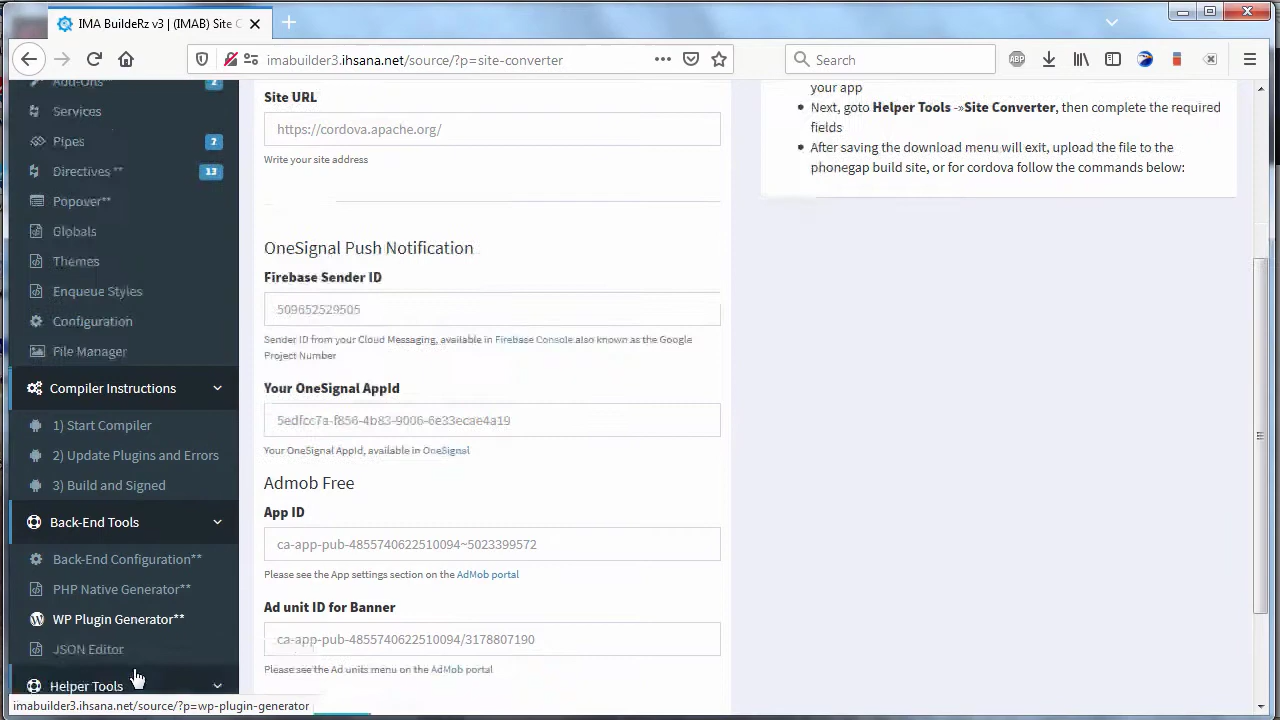 IMA BuildeRz v3 | (IMAB) Site C
imabuilder3.ihsana.net/source/?p=site-converter
Search
Add-Ons** 2
Services
Pipes 7
Directives ** 13
Popover**
Globals
Themes
Enqueue Styles
Configuration
File Manager
Compiler Instructions
1) Start Compiler
2) Update Plugins and Errors
3) Build and Signed
Back-End Tools
Back-End Configuration**
PHP Native Generator**
WP Plugin Generator**
JSON Editor
Helper Tools
imabuilder3.ihsana.net/source/?p=wp-plugin-generator
Site URL
https://cordova.apache.org/
Write your site address
OneSignal Push Notification
Firebase Sender ID
509652529505
Sender ID from your Cloud Messaging, available in Firebase Console also known as the Google
Project Number
Your OneSignal AppId
5edfcc7a-f856-4b83-9006-6e33ecae4a19
Your OneSignal AppId, available in OneSignal
Admob Free
App ID
ca-app-pub-4855740622510094~5023399572
Please see the App settings section on the AdMob portal
Ad unit ID for Banner
ca-app-pub-4855740622510094/3178807190
Please see the Ad units menu on the AdMob portal
your app
Next, goto Helper Tools ->Site Converter, then complete the required
fields
After saving the download menu will exit, upload the file to the
phonegap build site, or for cordova follow the commands below: